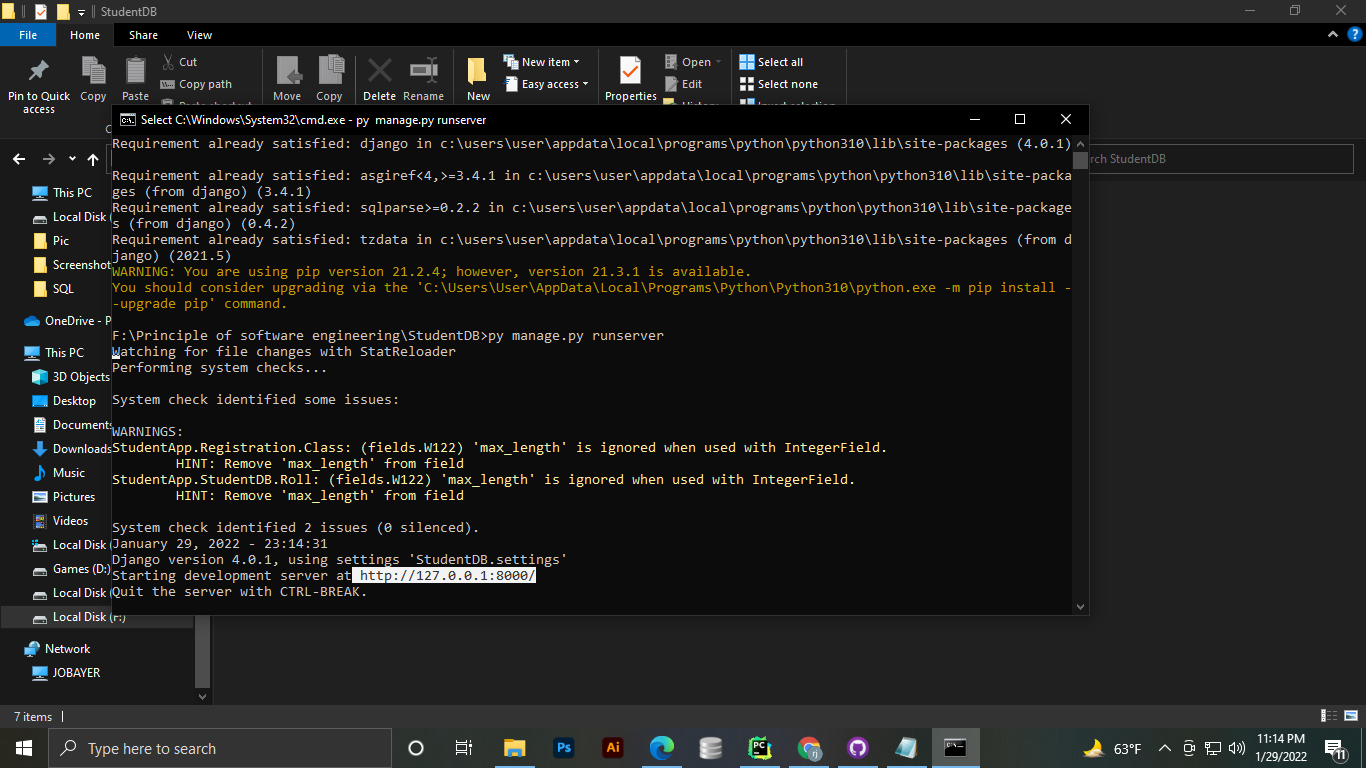 StudentDB
File
Home
Share
View
Pin to Quick access
Copy
Paste
Cut
Copy path
Move
Copy
Delete
Rename
New
New item
Easy access
Properties
Open
Edit
Select all
Select none
Select C:\Windows\System32\cmd.exe - py  manage.py runserver
Requirement already satisfied: django in c:\users\user\appdata\local\programs\python\python310\lib\site-packages (4.0.1)
Requirement already satisfied: asgiref<4,>=3.4.1 in c:\users\user\appdata\local\programs\python\python310\lib\site-packa
ges (from django) (3.4.1)
Requirement already satisfied: sqlparse>=0.2.2 in c:\users\user\appdata\local\programs\python\python310\lib\site-package
s (from django) (0.4.2)
Requirement already satisfied: tzdata in c:\users\user\appdata\local\programs\python\python310\lib\site-packages (from d
jango) (2021.5)
WARNING: You are using pip version 21.2.4; however, version 21.3.1 is available.
You should consider upgrading via the 'C:\Users\User\AppData\Local\Programs\Python\Python310\python.exe -m pip install -
-upgrade pip' command.
F:\Principle of software engineering\StudentDB>py manage.py runserver
Watching for file changes with StatReloader
Performing system checks...
System check identified some issues:
WARNINGS:
StudentApp.Registration.Class: (fields.W122) 'max_length' is ignored when used with IntegerField.
HINT: Remove 'max_length' from field
StudentApp.StudentDB.Roll: (fields.W122) 'max_length' is ignored when used with IntegerField.
HINT: Remove 'max_length' from field
System check identified 2 issues (0 silenced).
January 29, 2022 - 23:14:31
Django version 4.0.1, using settings 'StudentDB.settings'
Starting development server at http://127.0.0.1:8000/
Quit the server with CTRL-BREAK.
StudentDB
This PC
Local Disk
Pic
Screenshot
SQL
OneDrive - P
This PC
3D Objects
Desktop
Documents
Downloads
Music
Pictures
Videos
Local Disk
Games (D:)
Local Disk
Local Disk (F:)
Network
JOBAYER
7 items
Type here to search
Ps
Ai
PC
63°F
11:14 PM
1/29/2022
11